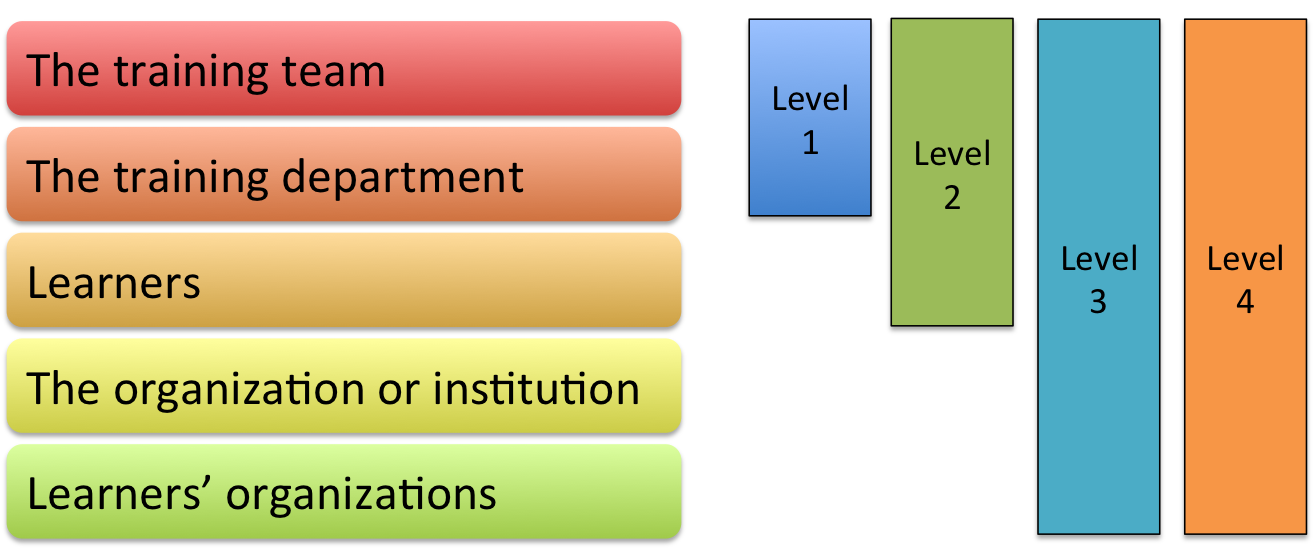 The training team
The training department
Learners
The organization or institution
Learners’ organizations
Level
1
Level
2
Level
3
Level
4